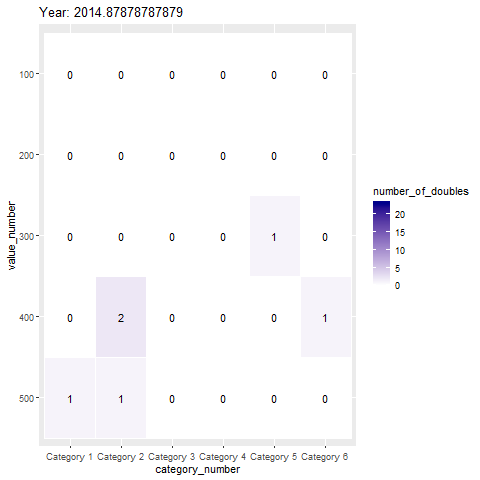 Year: 2014.87878787879
100 0 0 0 0 0 0
200 0 0 0 0 0 0
300 0 0 0 0 1 0
400 0 2 0 0 0 1
500 1 1 0 0 0 0
Category 1 Category 2 Category 3 Category 4 Category 5 Category 6
category_number
value_number
number_of_doubles
20
15
10
5
0